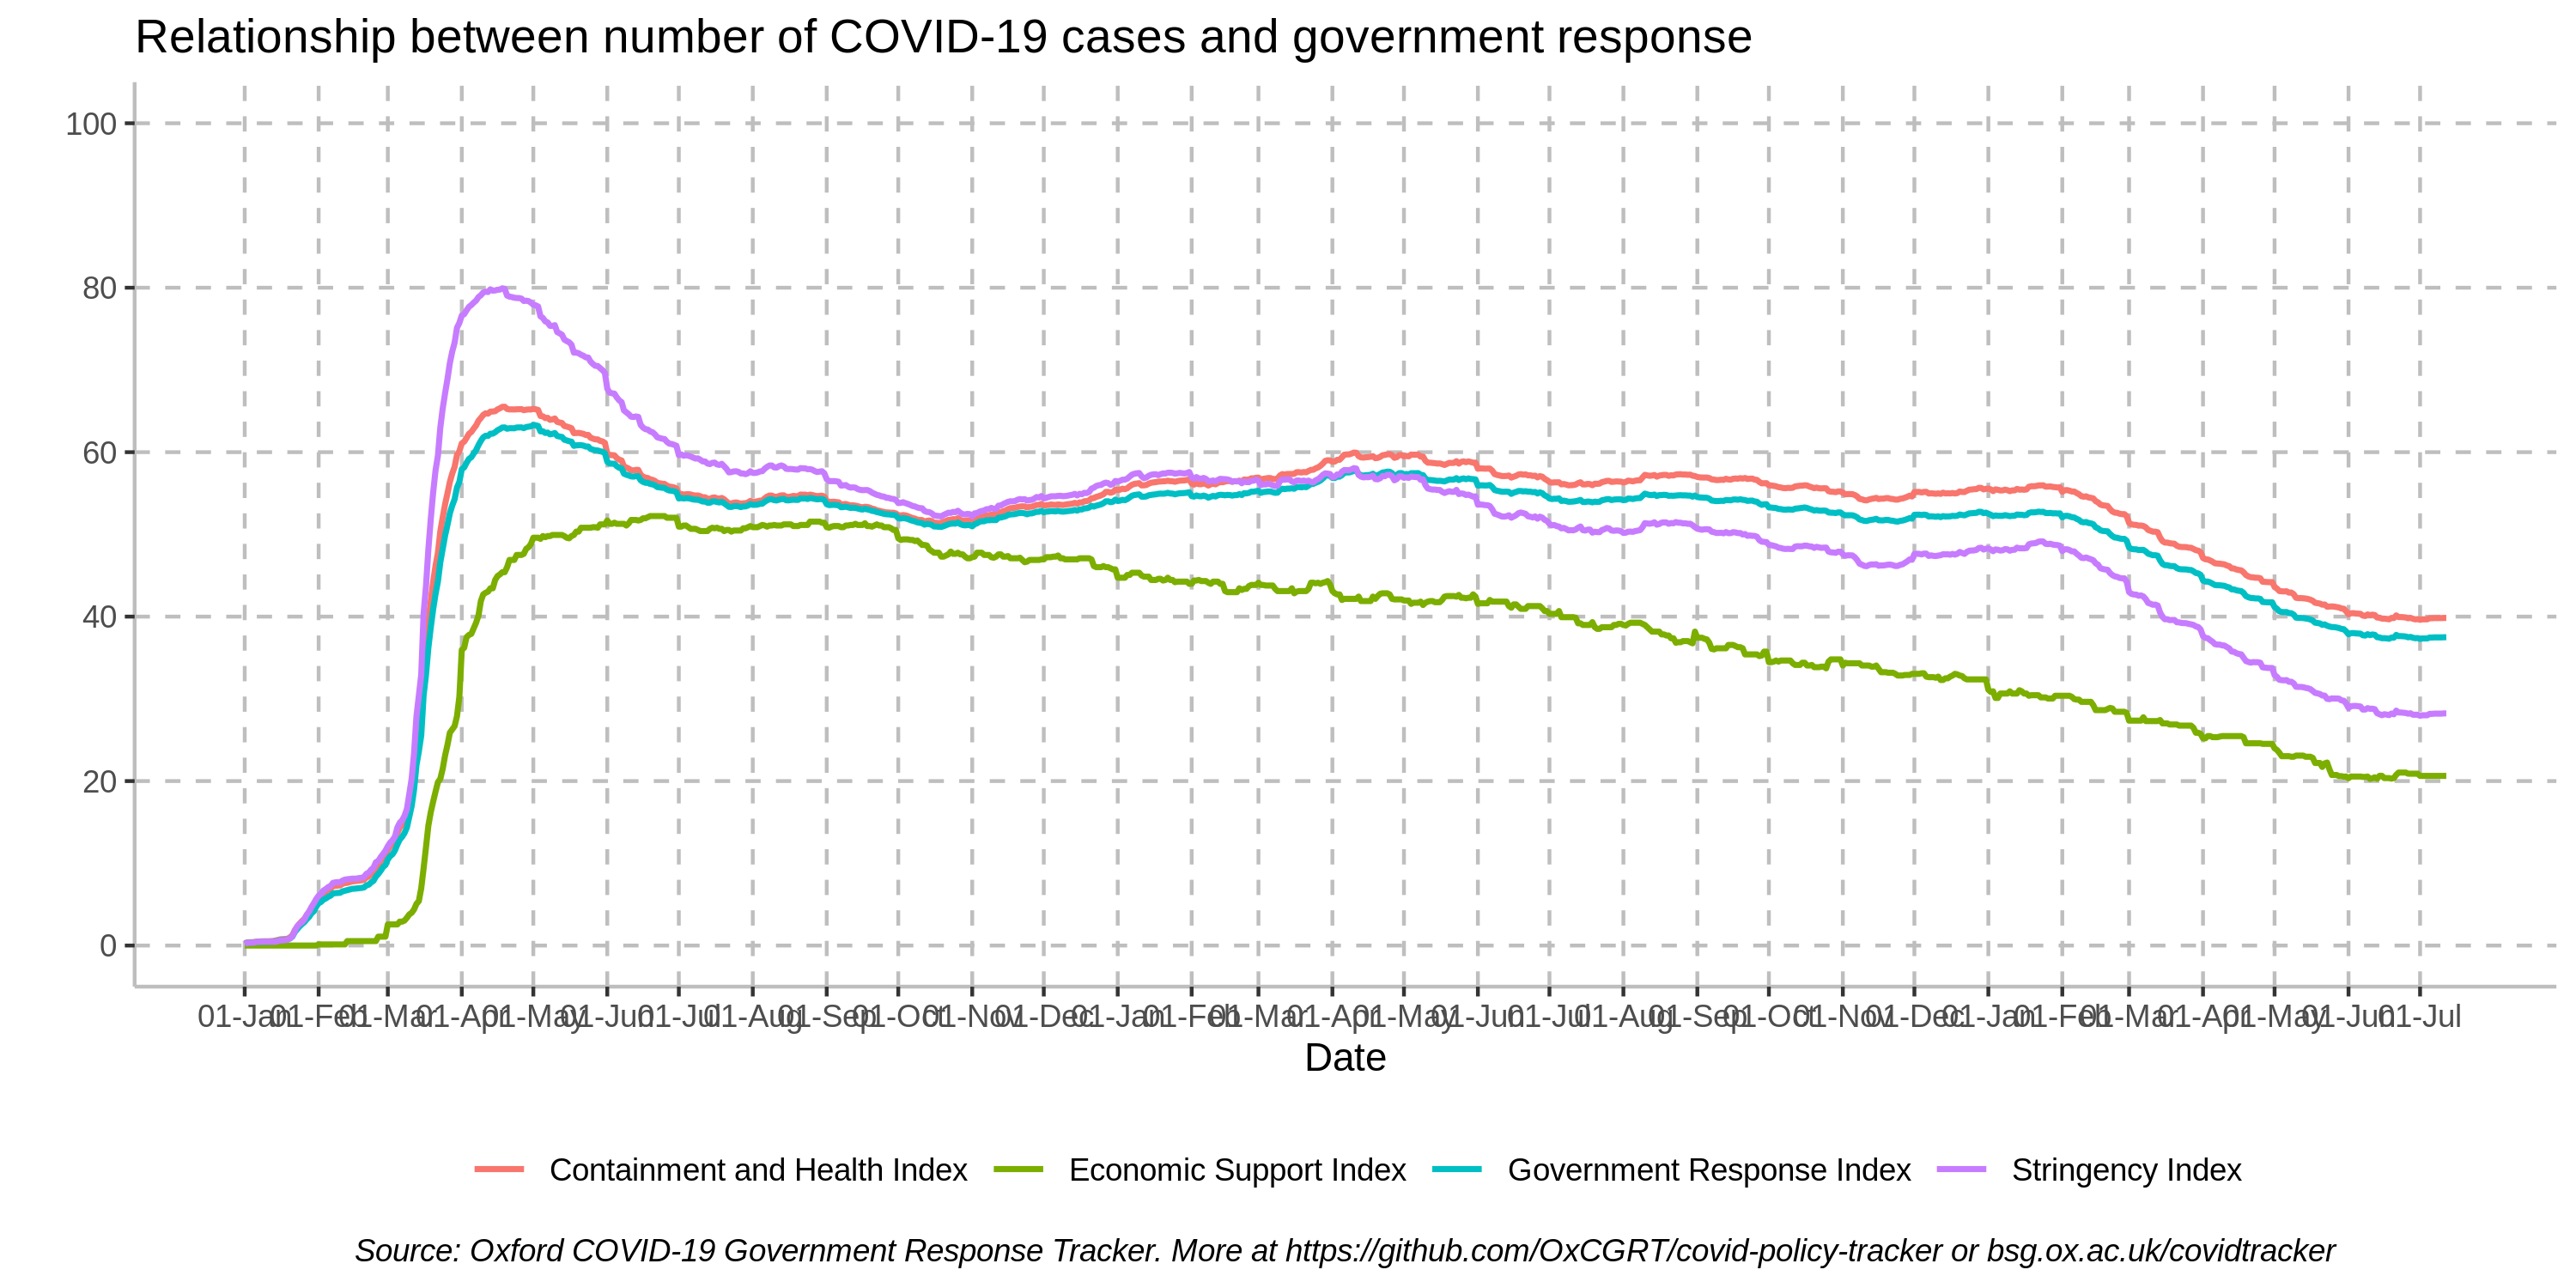 Relationship between number of COVID-19 cases and government response
100
80
60
40
20
0
01-Jan 01-Feb 01-Mar 01-Apr 01-May 01-Jun 01-Jul 01-Aug 01-Sep 01-Oct 01-Nov 01-Dec 01-Jan 01-Feb 01-Mar 01-Apr 01-May 01-Jun 01-Jul 01-Aug 01-Sep 01-Oct 01-Nov 01-Dec 01-Jan 01-Feb 01-Mar 01-Apr 01-May 01-Jun 01-Jul
Date
Containment and Health Index Economic Support Index Government Response Index Stringency Index
Source: Oxford COVID-19 Government Response Tracker. More at https://github.com/OxCGRT/covid-policy-tracker or bsg.ox.ac.uk/covidtracker